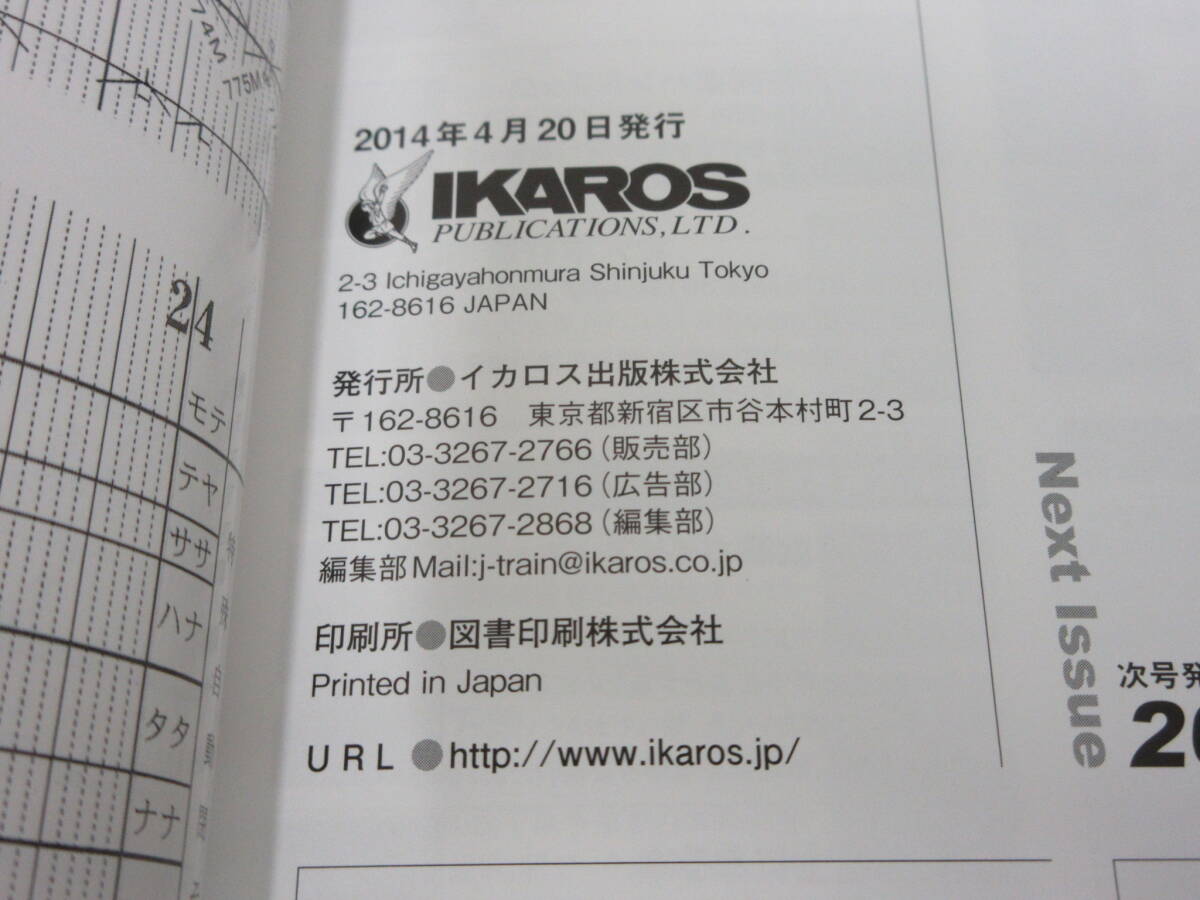 74M
775M
24
モテ
テヤ
ササ
ハナ
タタ
ナナ
2014年4月20日発行
IKAROS
PUBLICATIONS, LTD.
2-3 Ichigayahonmura Shinjuku Tokyo
162-8616 JAPAN
発行所●イカロス出版株式会社
〒162-8616 東京都新宿区市谷本村町2-3
TEL:03-3267-2766(販売部)
TEL:03-3267-2716(広告部)
TEL:03-3267-2868(編集部)
編集部Mail:j-train@ikaros.co.jp
印刷所●図書印刷株式会社
Printed in Japan
URL●http://www.ikaros.jp/
Next Issue
次号発
20